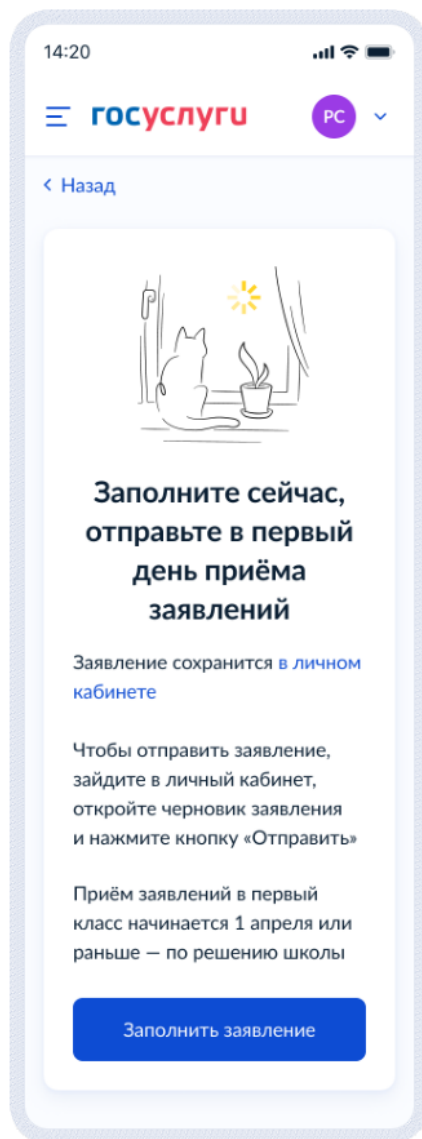 14:20
госуслуги
РС
Назад
Заполните сейчас,
отправьте в первый
день приёма
заявлений
Заявление сохранится в личном
кабинете
Чтобы отправить заявление,
зайдите в личный кабинет,
откройте черновик заявления
и нажмите кнопку «Отправить»
Приём заявлений в первый
класс начинается 1 апреля или
раньше — по решению школы
Заполнить заявление